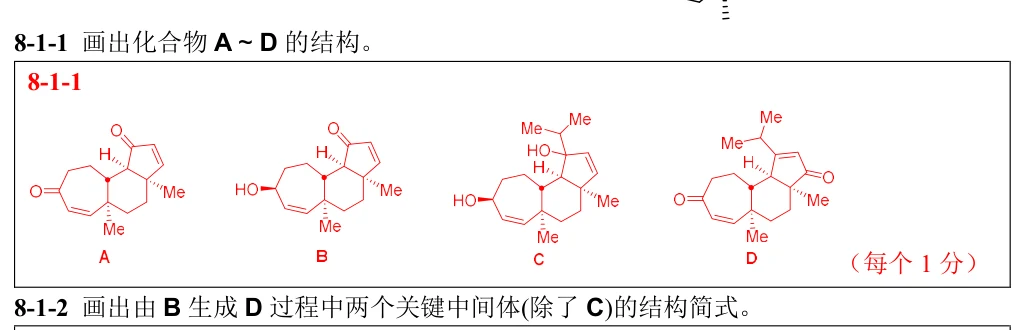 8-1-1 画出化合物 A ~ D 的结构。
8-1-1
O H O Me Me A
O H HO Me Me B
Me Me HO H HO Me Me C
Me Me H O O Me Me D
（每个 1 分）
8-1-2 画出由 B 生成 D 过程中两个关键中间体(除了 C)的结构简式。